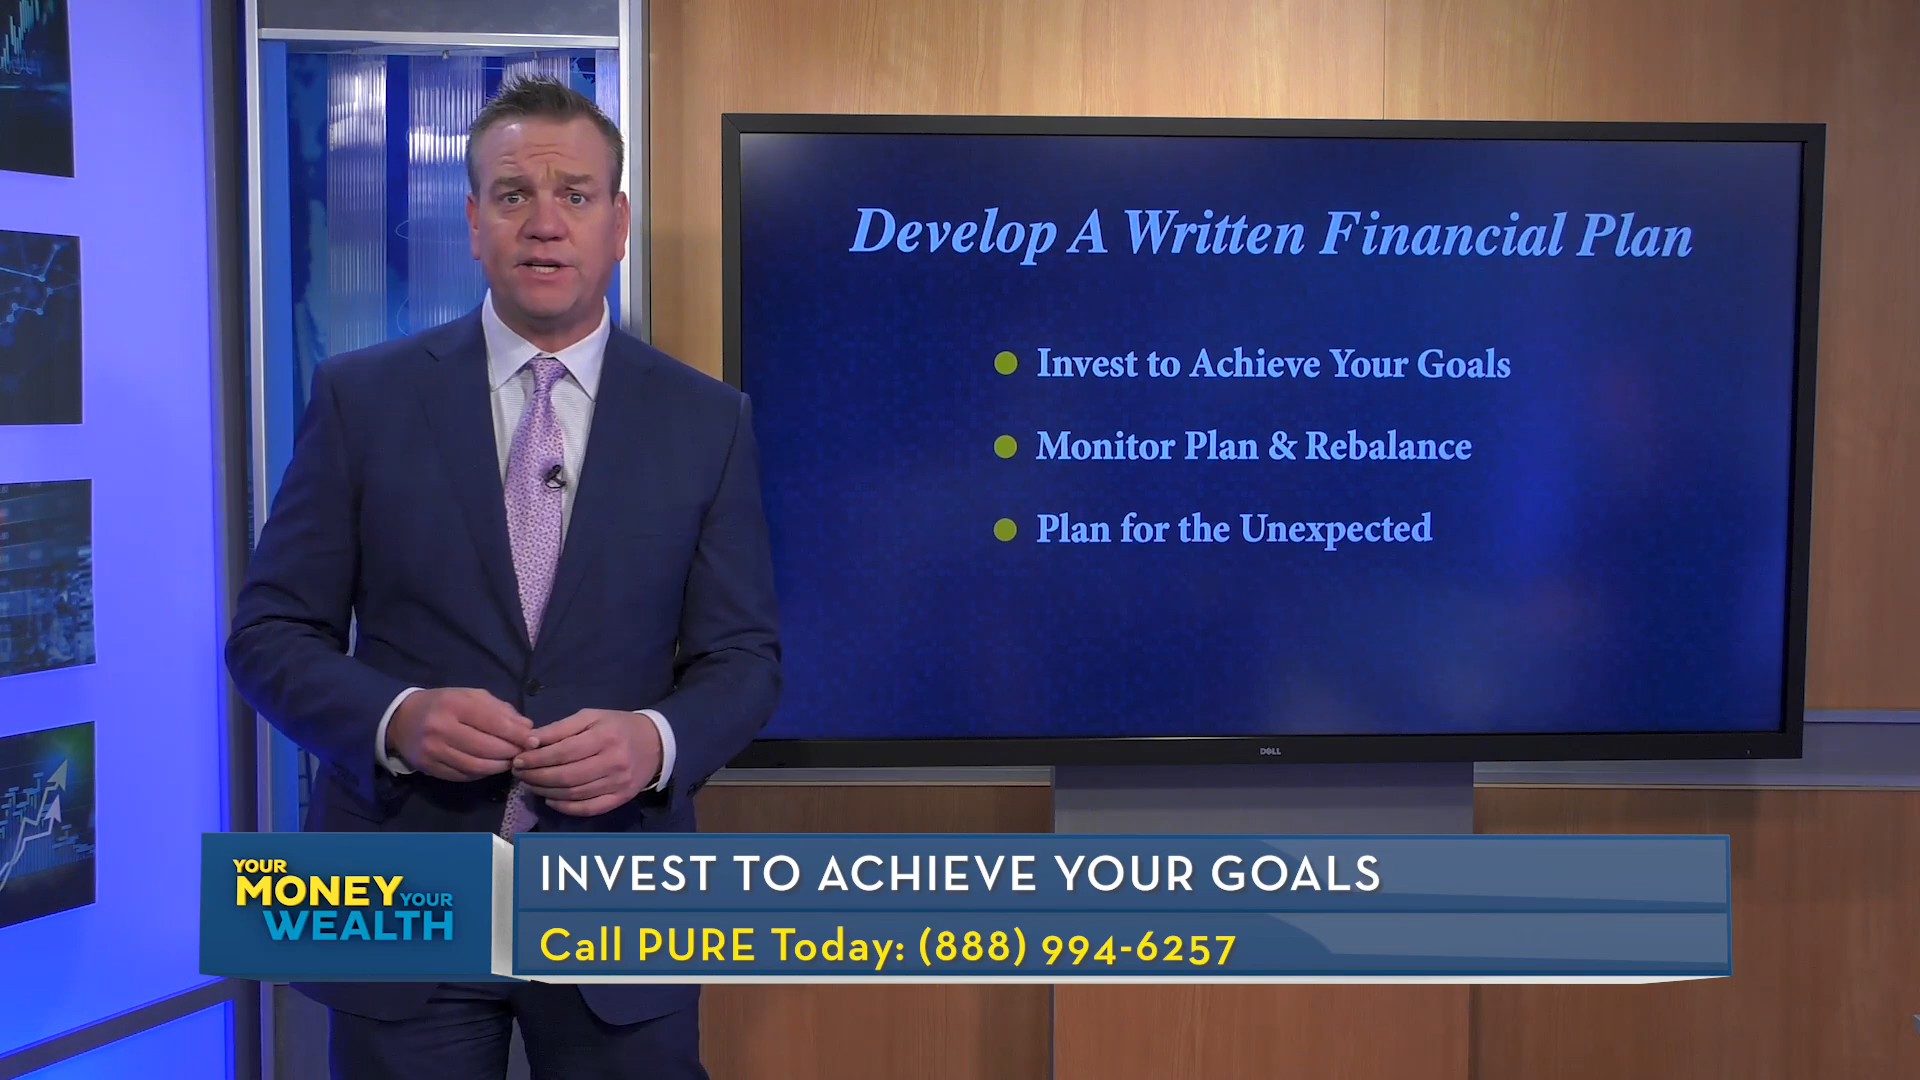 Develop A Written Financial Plan
Invest to Achieve Your Goals
Monitor Plan & Rebalance
Plan for the Unexpected
DELL
YOUR
MONEY YOUR
WEALTH
INVEST TO ACHIEVE YOUR GOALS
Call PURE Today: (888) 994-6257